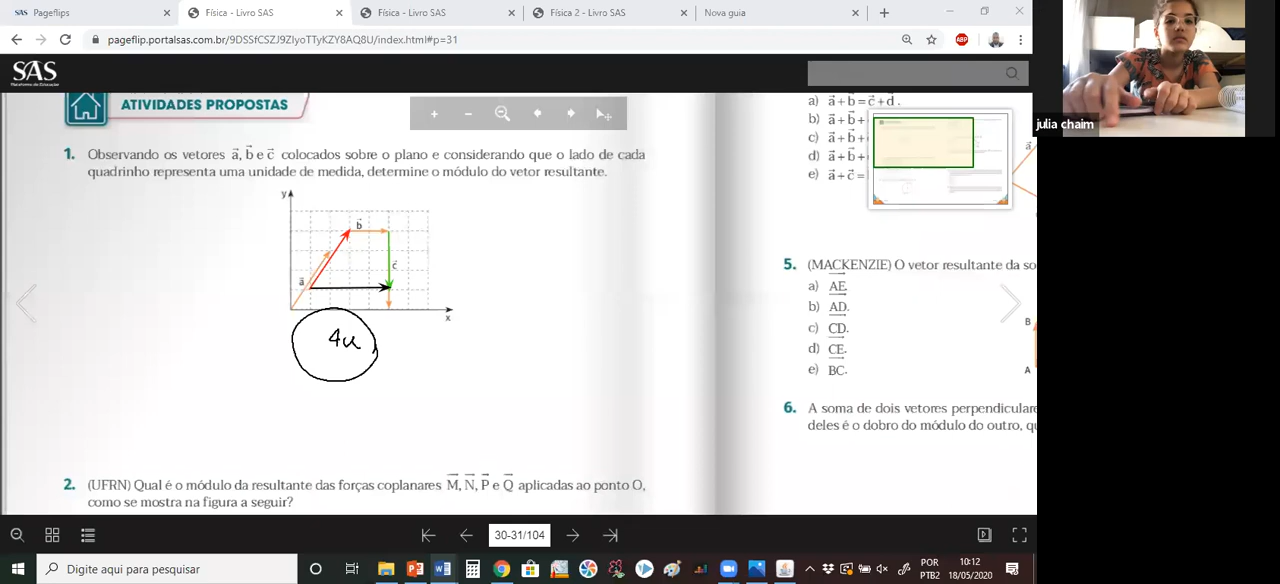 Pageflips
Física - Livro SAS
Física - Livro SAS
Física 2 - Livro SAS
Nova guia
pageflip.portalsas.com.br/9DSSfCSZJ9ZIyoTTyKZY8AQ8U/index.html#p=31
ABP
SAS
Plataforma de Educação
julia chaim
ATIVIDADES PROPOSTAS
1. Observando os vetores a⃗, b⃗ e c⃗ colocados sobre o plano e considerando que o lado de cada
quadrinho representa uma unidade de medida, determine o módulo do vetor resultante.
y
b⃗
c⃗
a⃗
x
4u
2. (UFRN) Qual é o módulo da resultante das forças coplanares M⃗, N⃗, P⃗ e Q⃗ aplicadas ao ponto O,
como se mostra na figura a seguir?
a) a⃗ + b⃗ = c⃗ + d⃗.
b) a⃗ + b⃗ +
c) a⃗ + b⃗ +
d) a⃗ + b⃗ +
e) a⃗ + c⃗ =
a⃗
5. (MACKENZIE) O vetor resultante da so
a) AE.
b) AD.
c) CD.
d) CE.
e) BC.
B
A
6. A soma de dois vetores perpendiculare
deles é o dobro do módulo do outro, qu
30-31/104
Digite aqui para pesquisar
POR
PTB2
10:12
18/05/2020